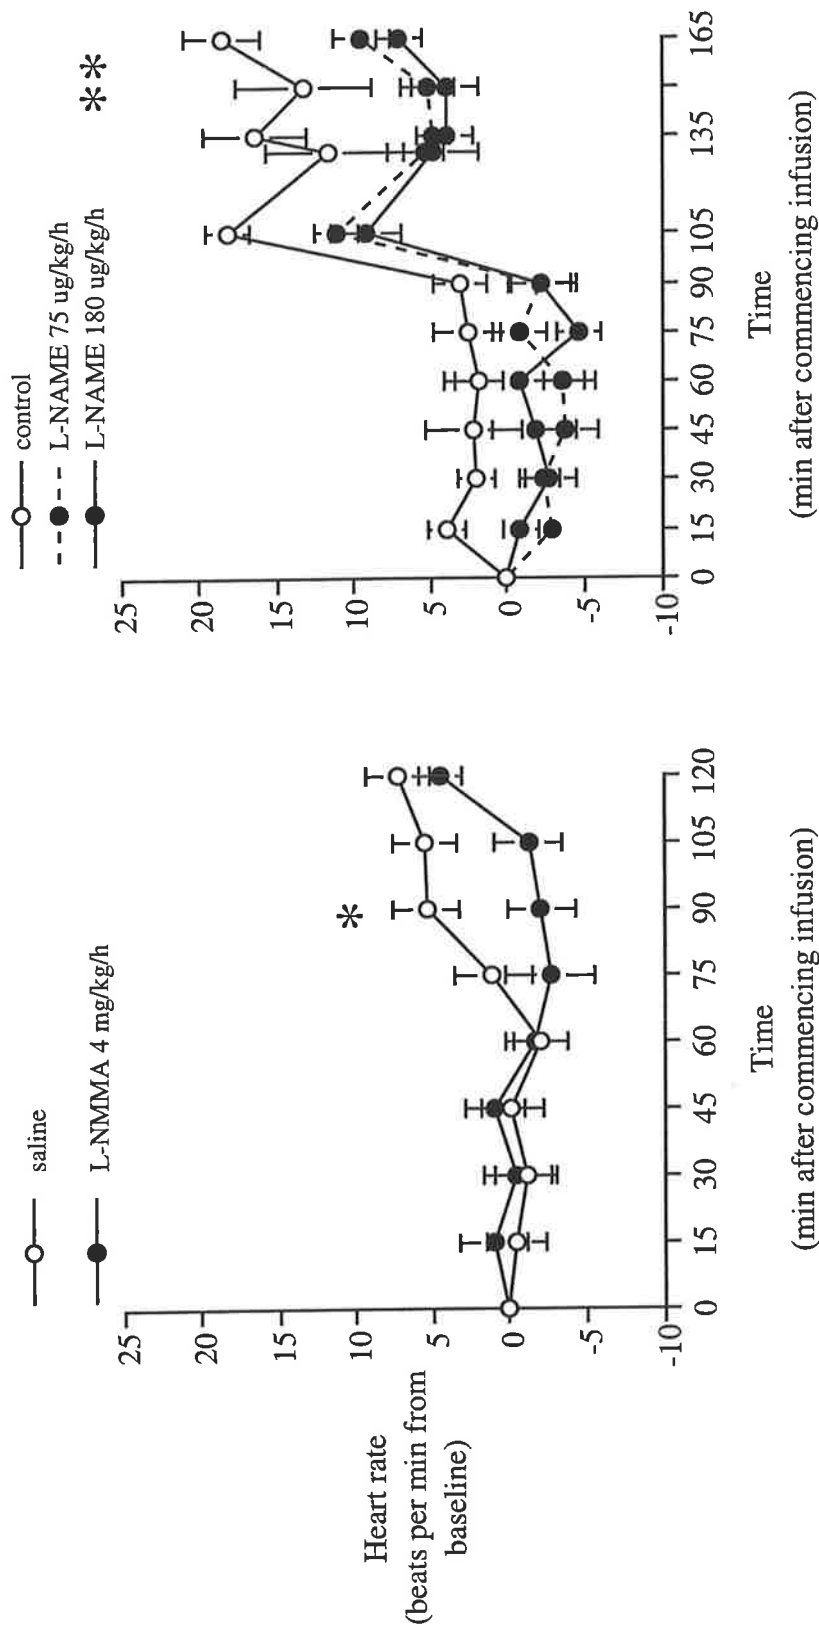 saline
L-NMMA 4 mg/kg/h
Heart rate
(beats per min from
baseline)
25
20
15
10
5
0
-5
-10
*
0 15 30 45 60 75 90 105 120
Time
(min after commencing infusion)
control
L-NAME 75 ug/kg/h
L-NAME 180 ug/kg/h
25
20
15
10
5
0
-5
-10
**
0 15 30 45 60 75 90 105 135 165
Time
(min after commencing infusion)